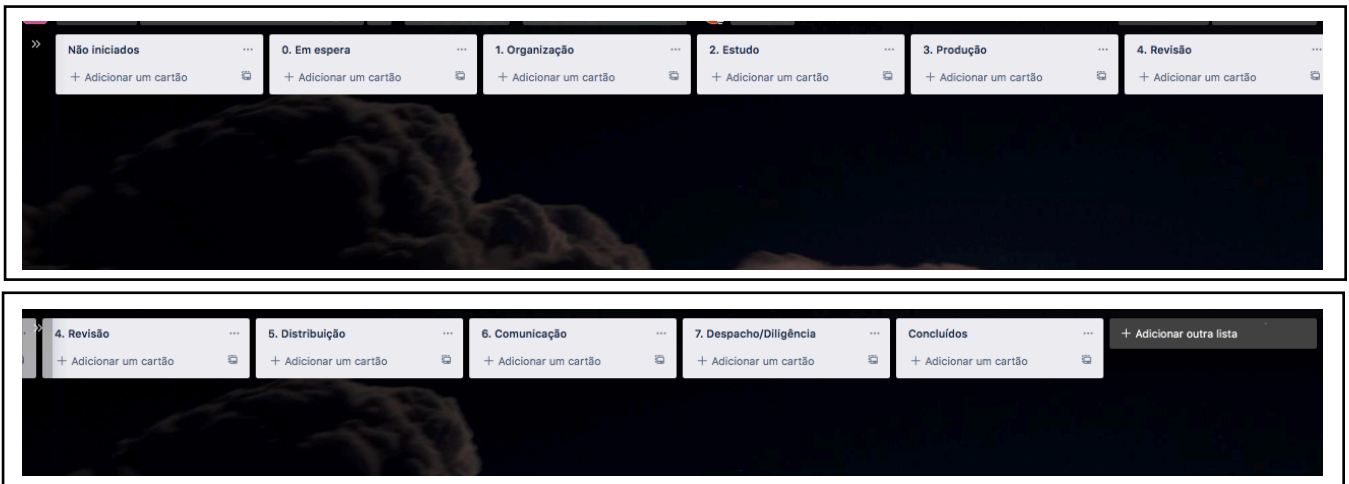 Não iniciados ... 0. Em espera ... 1. Organização ... 2. Estudo ... 3. Produção ... 4. Revisão ...
+ Adicionar um cartão + Adicionar um cartão + Adicionar um cartão + Adicionar um cartão + Adicionar um cartão + Adicionar um cartão
4. Revisão ... 5. Distribuição ... 6. Comunicação ... 7. Despacho/Diligência ... Concluídos ... + Adicionar outra lista
+ Adicionar um cartão + Adicionar um cartão + Adicionar um cartão + Adicionar um cartão + Adicionar um cartão